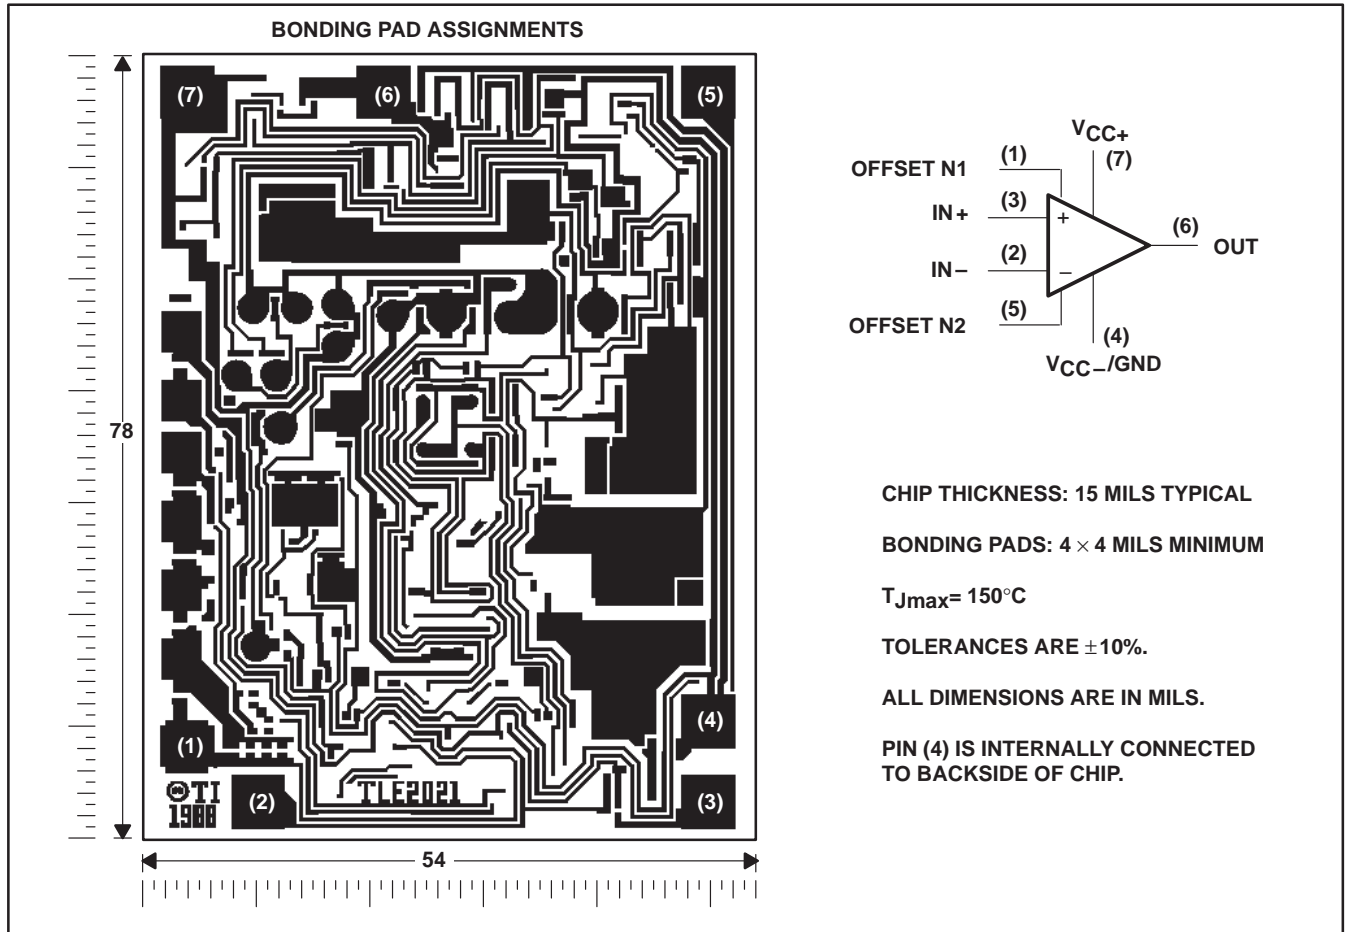 BONDING PAD ASSIGNMENTS
(7)
(6)
(5)
78
(1)
(2)
(4)
(3)
©TI
1988
TLE2021
54
OFFSET N1
(1)
VCC+
(7)
IN+
(3)
+
(6)
OUT
IN−
(2)
−
OFFSET N2
(5)
(4)
VCC−/GND
CHIP THICKNESS: 15 MILS TYPICAL
BONDING PADS: 4 × 4 MILS MINIMUM
TJmax= 150°C
TOLERANCES ARE ±10%.
ALL DIMENSIONS ARE IN MILS.
PIN (4) IS INTERNALLY CONNECTED
TO BACKSIDE OF CHIP.